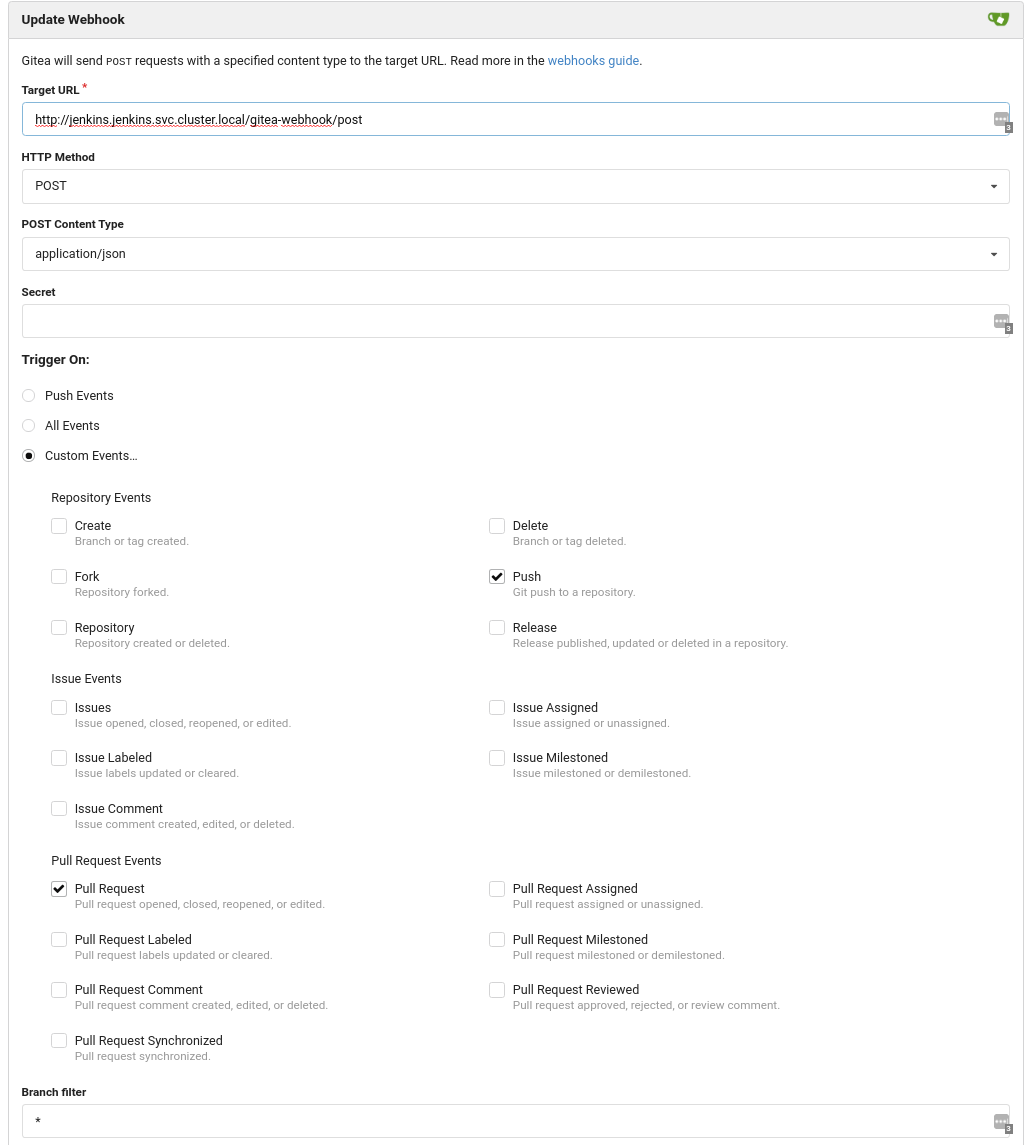 Update Webhook
Gitea will send POST requests with a specified content type to the target URL. Read more in the webhooks guide.
Target URL *
http://jenkins.jenkins.svc.cluster.local/gitea-webhook/post
3
HTTP Method
POST
POST Content Type
application/json
Secret
3
Trigger On:
Push Events
All Events
Custom Events...
Repository Events
Create
Branch or tag created.
Delete
Branch or tag deleted.
Fork
Repository forked.
Push
Git push to a repository.
Repository
Repository created or deleted.
Release
Release published, updated or deleted in a repository.
Issue Events
Issues
Issue opened, closed, reopened, or edited.
Issue Assigned
Issue assigned or unassigned.
Issue Labeled
Issue labels updated or cleared.
Issue Milestoned
Issue milestoned or demilestoned.
Issue Comment
Issue comment created, edited, or deleted.
Pull Request Events
Pull Request
Pull request opened, closed, reopened, or edited.
Pull Request Assigned
Pull request assigned or unassigned.
Pull Request Labeled
Pull request labels updated or cleared.
Pull Request Milestoned
Pull request milestoned or demilestoned.
Pull Request Comment
Pull request comment created, edited, or deleted.
Pull Request Reviewed
Pull request approved, rejected, or review comment.
Pull Request Synchronized
Pull request synchronized.
Branch filter
*
3